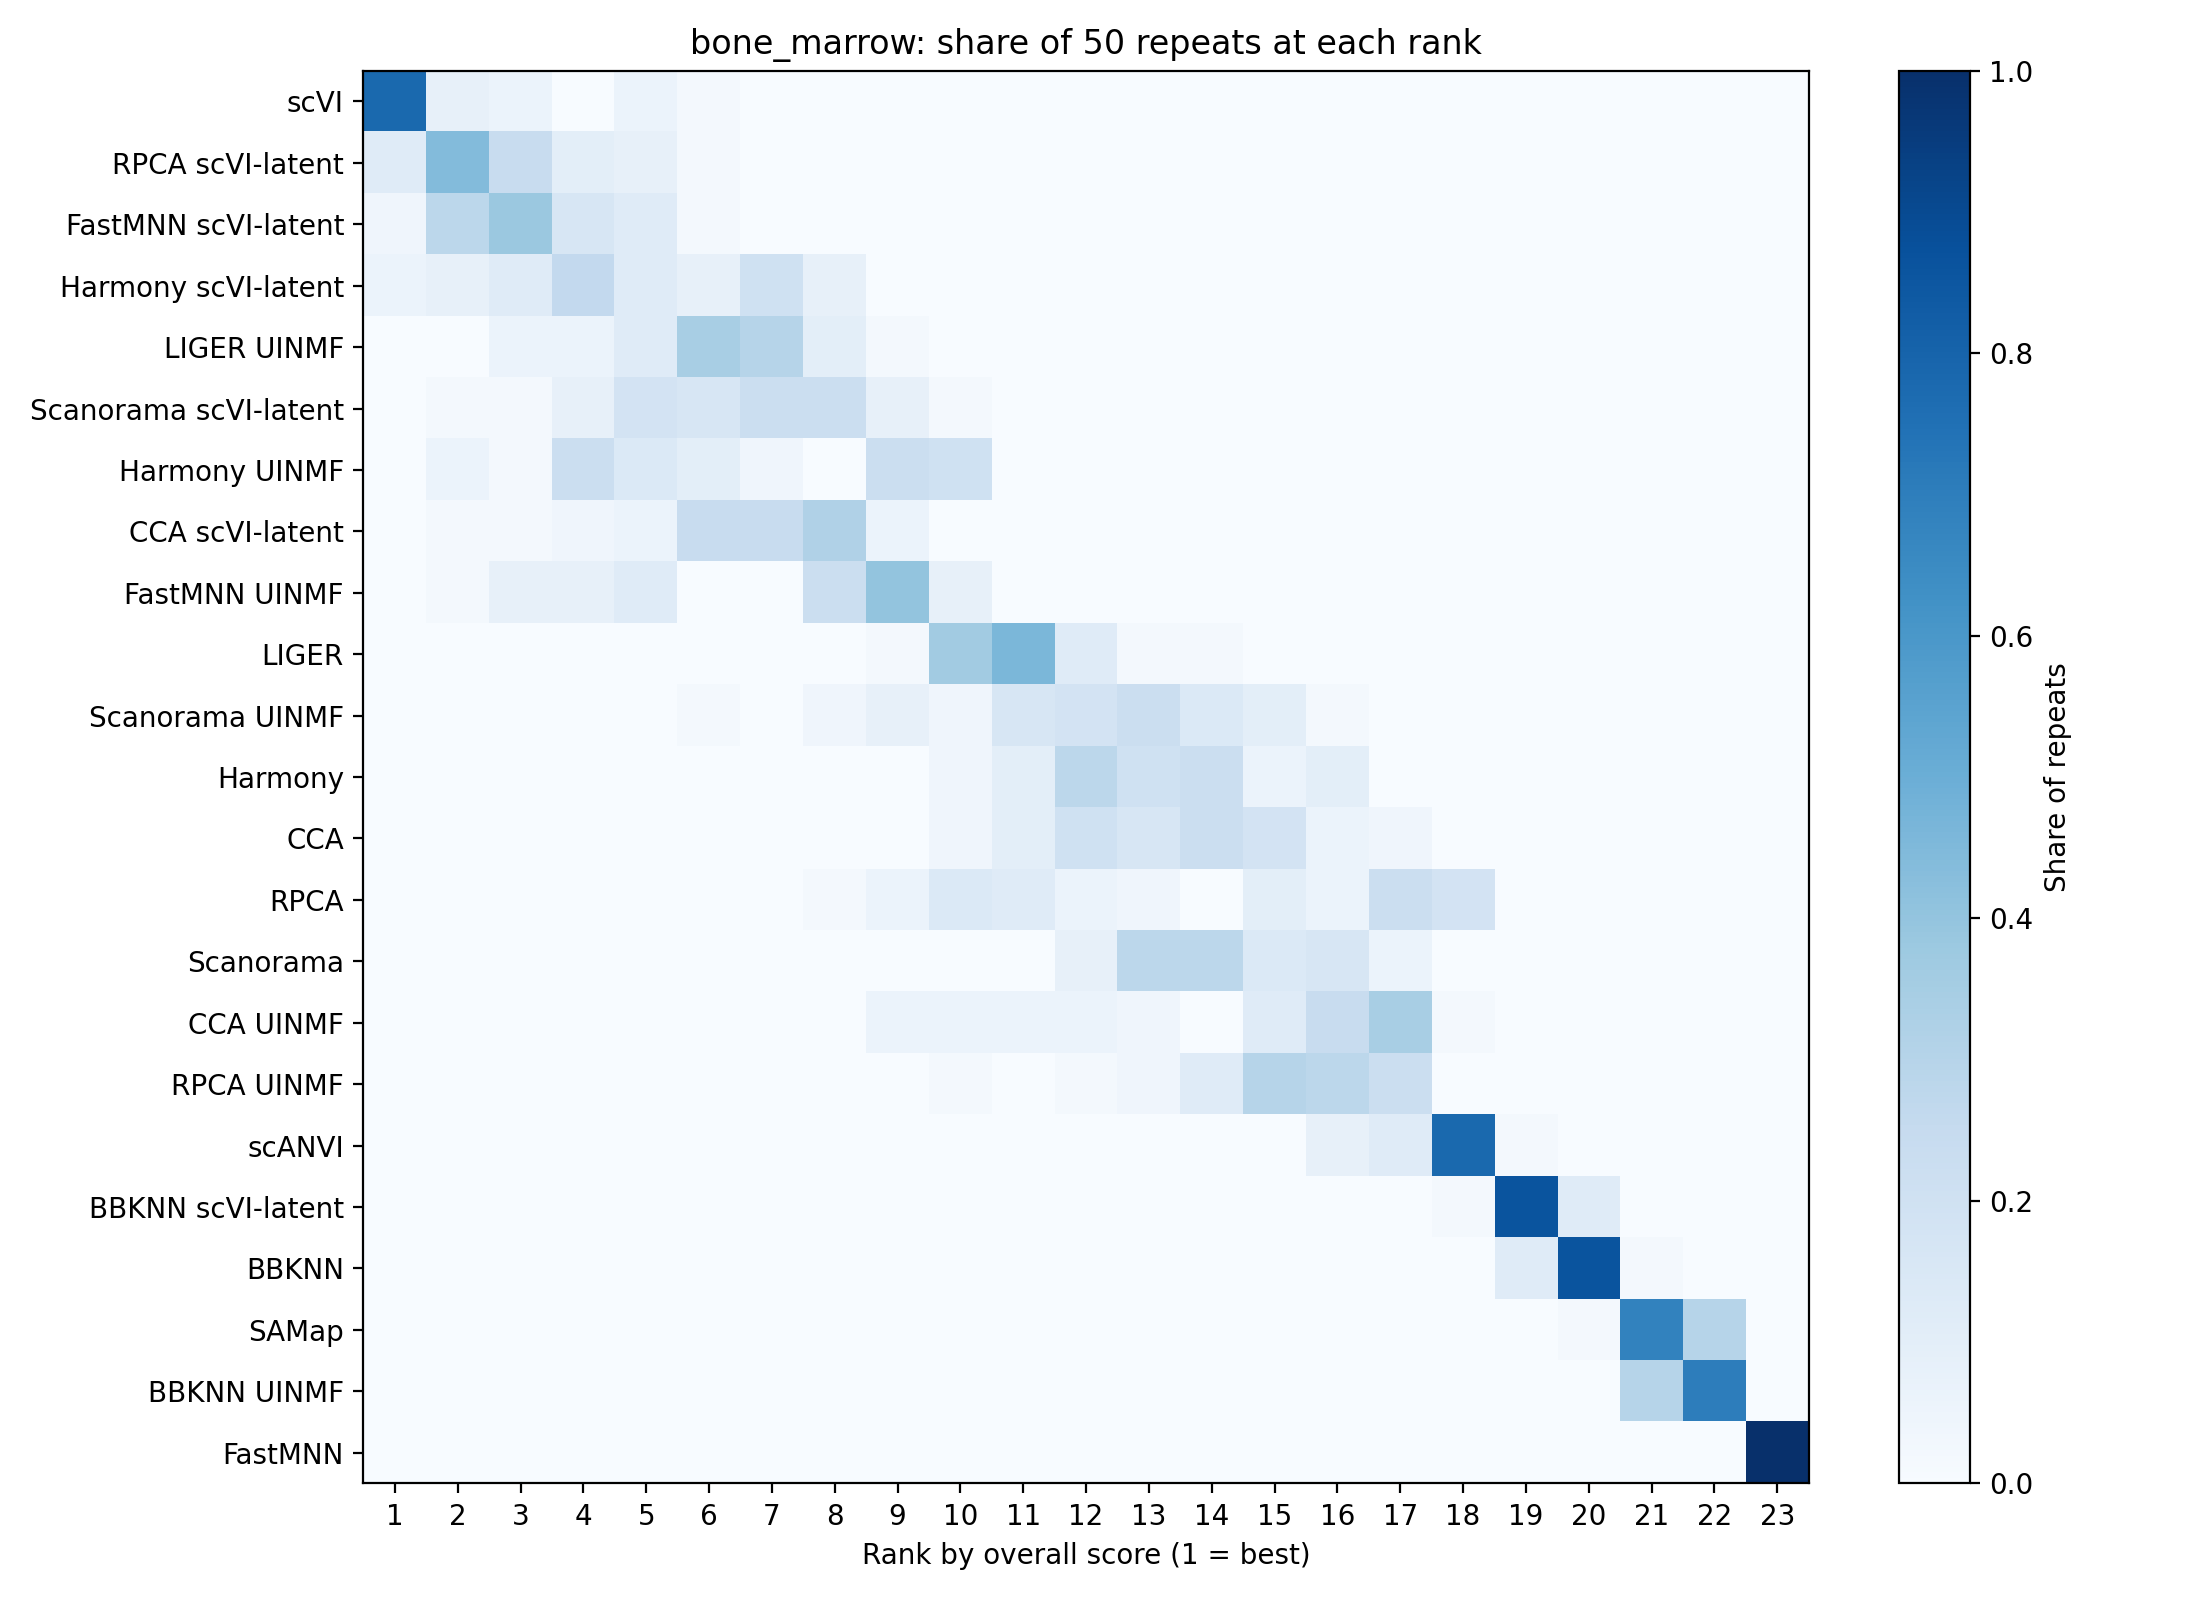 bone_marrow: share of 50 repeats at each rank
scVI
RPCA scVI-latent
FastMNN scVI-latent
Harmony scVI-latent
LIGER UINMF
Scanorama scVI-latent
Harmony UINMF
CCA scVI-latent
FastMNN UINMF
LIGER
Scanorama UINMF
Harmony
CCA
RPCA
Scanorama
CCA UINMF
RPCA UINMF
scANVI
BBKNN scVI-latent
BBKNN
SAMap
BBKNN UINMF
FastMNN
1 2 3 4 5 6 7 8 9 10 11 12 13 14 15 16 17 18 19 20 21 22 23
Rank by overall score (1 = best)
1.0
0.8
0.6
0.4
0.2
0.0
Share of repeats